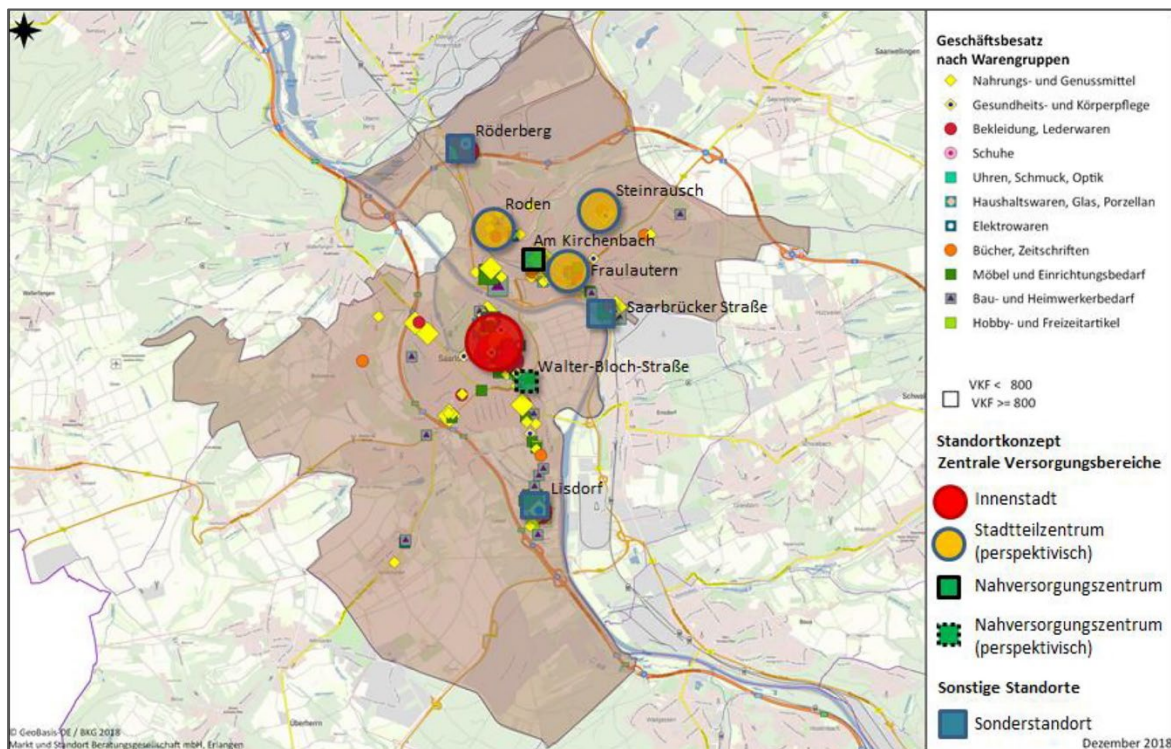 Röderberg
Steinrausch
Roden
Am Kirchenbach
Fraulautern
Saarbrücker Straße
Walter-Bloch-Straße
Lisdorf
Überherrn
Ensdorf
Saarwellingen
© GeoBasis-DE / BKG 2018
Markt und Standort Beratungsgesellschaft mbH, Erlangen
Geschäftsbesatz
nach Warengruppen
Nahrungs- und Genussmittel
Gesundheits- und Körperpflege
Bekleidung, Lederwaren
Schuhe
Uhren, Schmuck, Optik
Haushaltswaren, Glas, Porzellan
Elektrowaren
Bücher, Zeitschriften
Möbel und Einrichtungsbedarf
Bau- und Heimwerkerbedarf
Hobby- und Freizeitartikel
VKF < 800
VKF >= 800
Standortkonzept
Zentrale Versorgungsbereiche
Innenstadt
Stadtteilzentrum
(perspektivisch)
Nahversorgungszentrum
Nahversorgungszentrum
(perspektivisch)
Sonstige Standorte
Sonderstandort
Dezember 2018